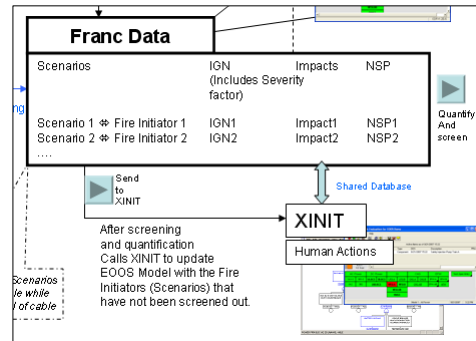 Franc Data
Scenarios IGN Impacts NSP
(Includes Severity
factor)
ng
Scenario 1 ⇔ Fire Initiator 1 IGN1 Impact1 NSP1
Scenario 2 ⇔ Fire Initiator 2 IGN2 Impact2 NSP2
....
Quantify
And
screen
Send
to
XINIT
Shared Database
XINIT
Human Actions
After screening
and quantification
Calls XINIT to update
EOOS Model with the Fire
Initiators (Scenarios) that
have not been screened out.
Scenarios
le while
l of cable